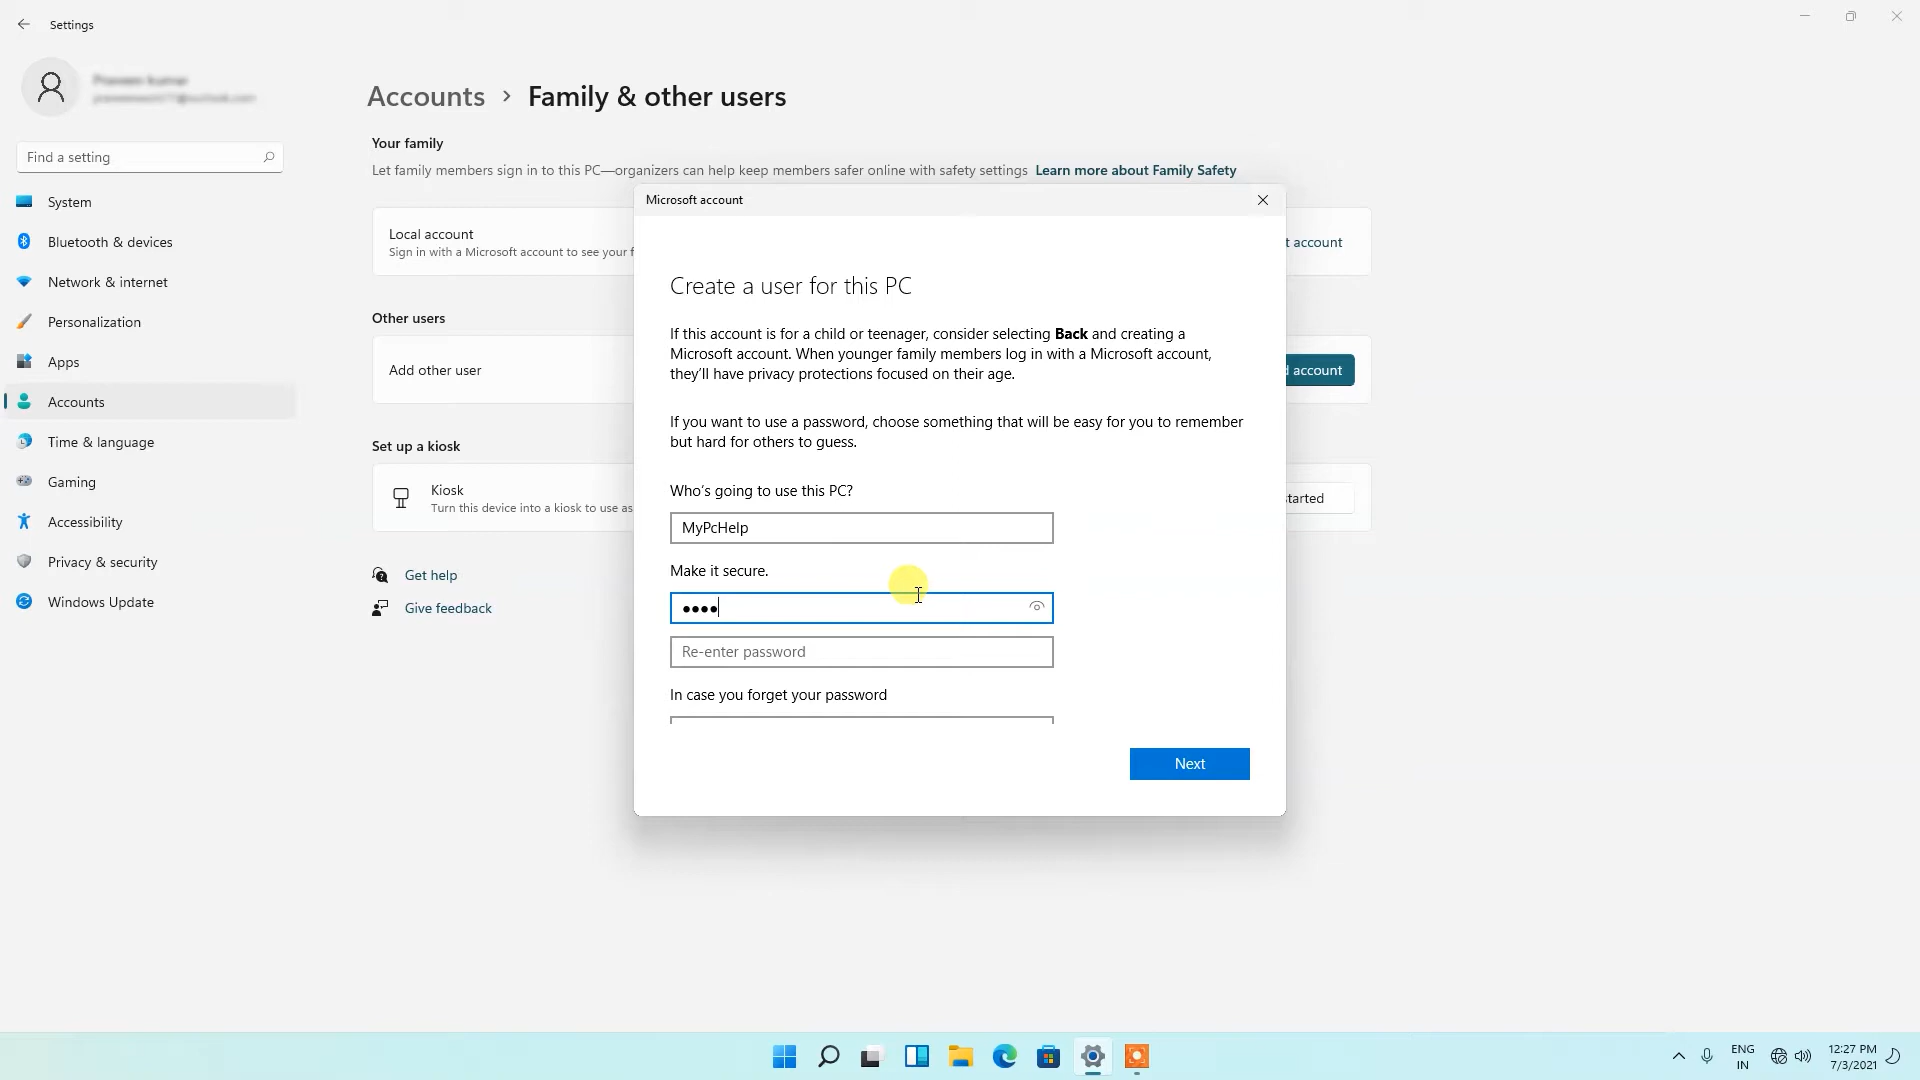 Settings
Find a setting
System
Bluetooth & devices
Network & internet
Personalization
Apps
Accounts
Time & language
Gaming
Accessibility
Privacy & security
Windows Update
Accounts > Family & other users
Your family
Let family members sign in to this PC—organizers can help keep members safer online with safety settings Learn more about Family Safety
Local account
Sign in with a Microsoft account to see your f
t account
Other users
Add other user
account
Set up a kiosk
Kiosk
Turn this device into a kiosk to use as
started
Get help
Give feedback
Microsoft account
Create a user for this PC
If this account is for a child or teenager, consider selecting Back and creating a
Microsoft account. When younger family members log in with a Microsoft account,
they'll have privacy protections focused on their age.
If you want to use a password, choose something that will be easy for you to remember
but hard for others to guess.
Who's going to use this PC?
MyPcHelp
Make it secure.
Re-enter password
In case you forget your password
Next
ENG
IN
12:27 PM
7/3/2021